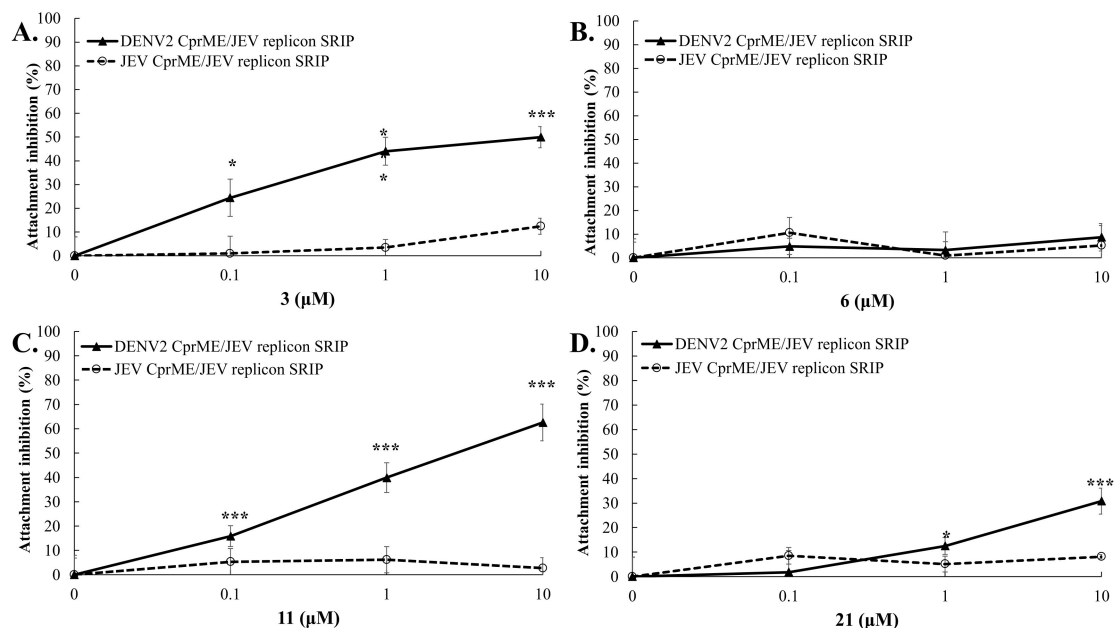 A.
DENV2 CprME/JEV replicon SRIP
JEV CprME/JEV replicon SRIP
Attachment inhibition (%)
100
90
80
70
60
50
40
30
20
10
0
*
*
*
***
0 0.1 1 10
3 (µM)
B.
DENV2 CprME/JEV replicon SRIP
JEV CprME/JEV replicon SRIP
Attachment inhibition (%)
100
90
80
70
60
50
40
30
20
10
0
0 0.1 1 10
6 (µM)
C.
DENV2 CprME/JEV replicon SRIP
JEV CprME/JEV replicon SRIP
Attachment inhibition (%)
100
90
80
70
60
50
40
30
20
10
0
***
***
***
0 0.1 1 10
11 (µM)
D.
DENV2 CprME/JEV replicon SRIP
JEV CprME/JEV replicon SRIP
Attachment inhibition (%)
100
90
80
70
60
50
40
30
20
10
0
*
***
0 0.1 1 10
21 (µM)